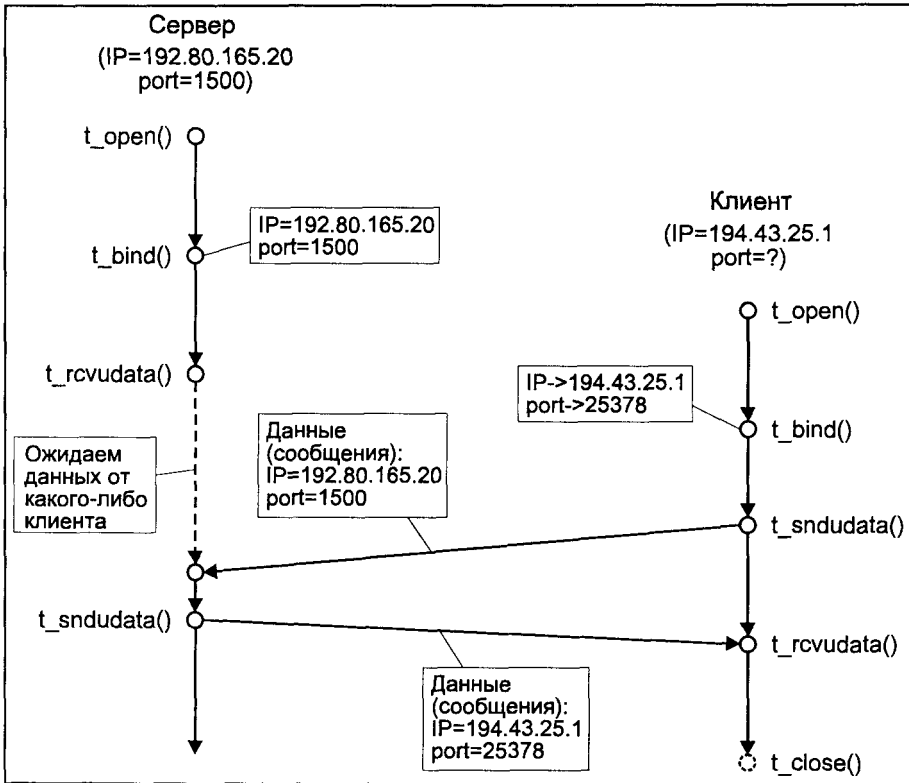 Сервер
(IP=192.80.165.20
port=1500)
t_open()
IP=192.80.165.20
port=1500
t_bind()
t_rcvudata()
Ожидаем
данных от
какого-либо
клиента
Данные
(сообщения):
IP=192.80.165.20
port=1500
t_sndudata()
Данные
(сообщения):
IP=194.43.25.1
port=25378
Клиент
(IP=194.43.25.1
port=?)
t_open()
IP->194.43.25.1
port->25378
t_bind()
t_sndudata()
t_rcvudata()
t_close()